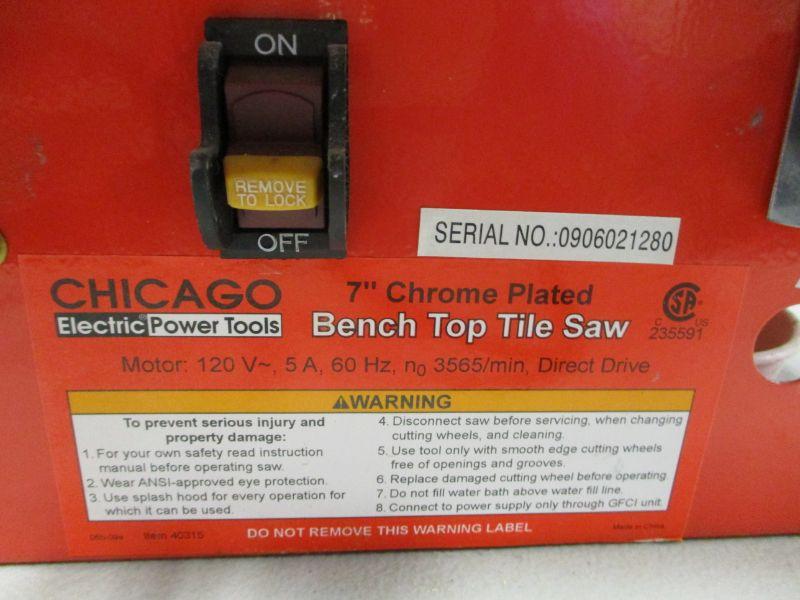 ON
REMOVE
TO LOCK
OFF
SERIAL NO.:0906021280
CHICAGO
Electric® Power Tools
7" Chrome Plated
Bench Top Tile Saw
SA
C US
235591
Motor: 120 V~, 5 A, 60 Hz, n0 3565/min, Direct Drive
⚠WARNING
To prevent serious injury and
property damage:
1. For your own safety read instruction
manual before operating saw.
2. Wear ANSI-approved eye protection.
3. Use splash hood for every operation for
which it can be used.
4. Disconnect saw before servicing, when changing
cutting wheels, and cleaning.
5. Use tool only with smooth edge cutting wheels
free of openings and grooves.
6. Replace damaged cutting wheel before operating.
7. Do not fill water bath above water fill line.
8. Connect to power supply only through GFCI unit.
Item 40315
DO NOT REMOVE THIS WARNING LABEL
Made in China